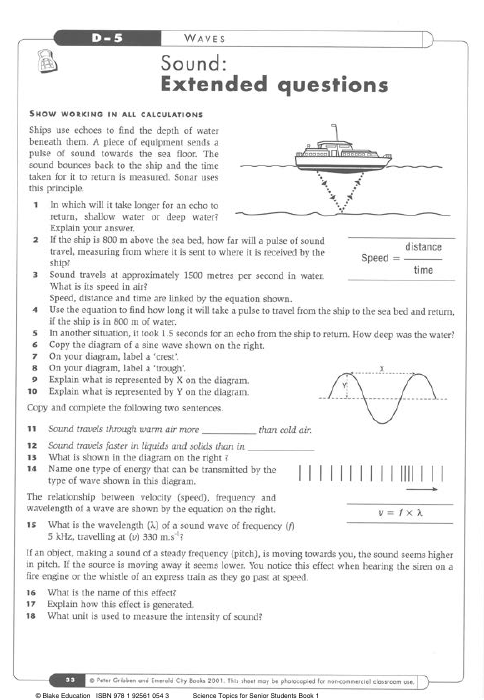 D-5
WAVES
Sound:
Extended questions
SHOW WORKING IN ALL CALCULATIONS
Ships use echoes to find the depth of water
beneath them. A piece of equipment sends a
pulse of sound towards the sea floor. The
sound bounces back to the ship and the time
taken for it to return is measured. Sonar uses
this principle.
1 In which will it take longer for an echo to
return, shallow water or deep water?
Explain your answer.
2 If the ship is 800 m above the sea bed, how far will a pulse of sound
travel, measuring from where it is sent to where it is received by the
ship?
Speed = distance
time
3 Sound travels at approximately 1500 metres per second in water.
What is its speed in air?
Speed, distance and time are linked by the equation shown.
4 Use the equation to find how long it will take a pulse to travel from the ship to the sea bed and return,
if the ship is in 800 m of water.
5 In another situation, it took 1.5 seconds for an echo from the ship to return. How deep was the water?
6 Copy the diagram of a sine wave shown on the right.
7 On your diagram, label a 'crest'.
8 On your diagram, label a 'trough'.
9 Explain what is represented by X on the diagram.
10 Explain what is represented by Y on the diagram.
X
Y
Copy and complete the following two sentences.
11 Sound travels through warm air more ________ than cold air.
12 Sound travels faster in liquids and solids than in ________
13 What is shown in the diagram on the right ?
14 Name one type of energy that can be transmitted by the
type of wave shown in this diagram.
The relationship between velocity (speed), frequency and
wavelength of a wave are shown by the equation on the right.
v = f × λ
15 What is the wavelength (λ) of a sound wave of frequency (f)
5 kHz, travelling at (v) 330 m.s⁻¹?
If an object, making a sound of a steady frequency (pitch), is moving towards you, the sound seems higher
in pitch. If the source is moving away it seems lower. You notice this effect when hearing the siren on a
fire engine or the whistle of an express train as they go past at speed.
16 What is the name of this effect?
17 Explain how this effect is generated.
18 What unit is used to measure the intensity of sound?
33
© Peter Gribben and Emerald City Books 2001. This sheet may be photocopied for non-commercial classroom use.
© Blake Education ISBN 978 1 92561 054 3 Science Topics for Senior Students Book 1